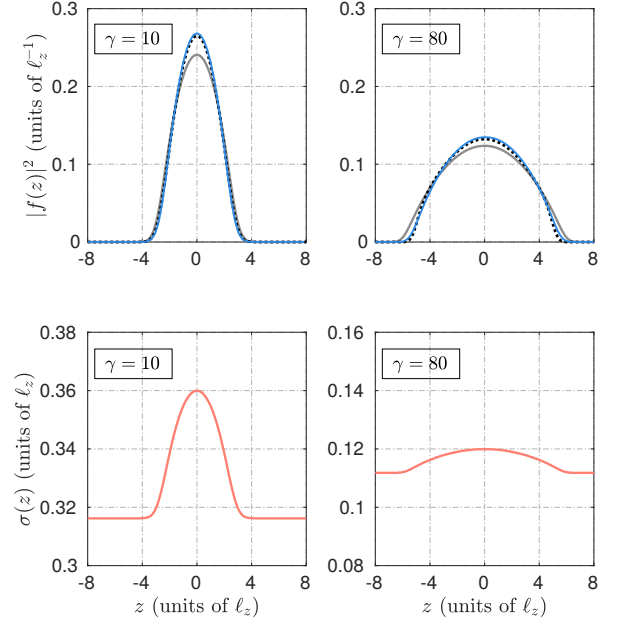 0.3
γ = 10
0.2
0.1
0
-8 -4 0 4 8
|f(z)|² (units of ℓ_z⁻¹)
0.3
γ = 80
0.2
0.1
0
-8 -4 0 4 8
0.38
γ = 10
0.36
0.34
0.32
0.3
-8 -4 0 4 8
σ(z) (units of ℓ_z)
z (units of ℓ_z)
0.16
γ = 80
0.14
0.12
0.1
0.08
-8 -4 0 4 8
z (units of ℓ_z)